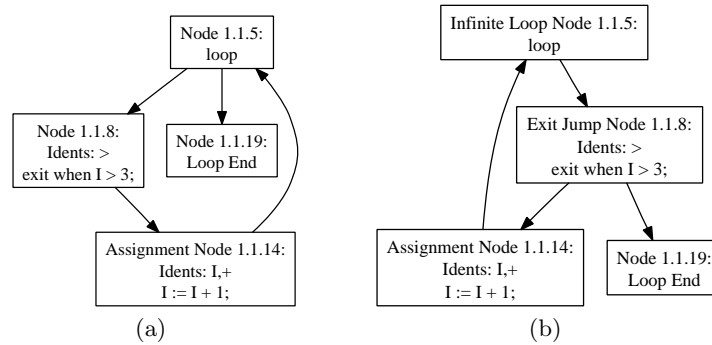 Node 1.1.5:
loop
Node 1.1.8:
Idents: >
exit when I > 3;
Node 1.1.19:
Loop End
Assignment Node 1.1.14:
Idents: I,+
I := I + 1;
(a)
Infinite Loop Node 1.1.5:
loop
Exit Jump Node 1.1.8:
Idents: >
exit when I > 3;
Assignment Node 1.1.14:
Idents: I,+
I := I + 1;
Node 1.1.19:
Loop End
(b)